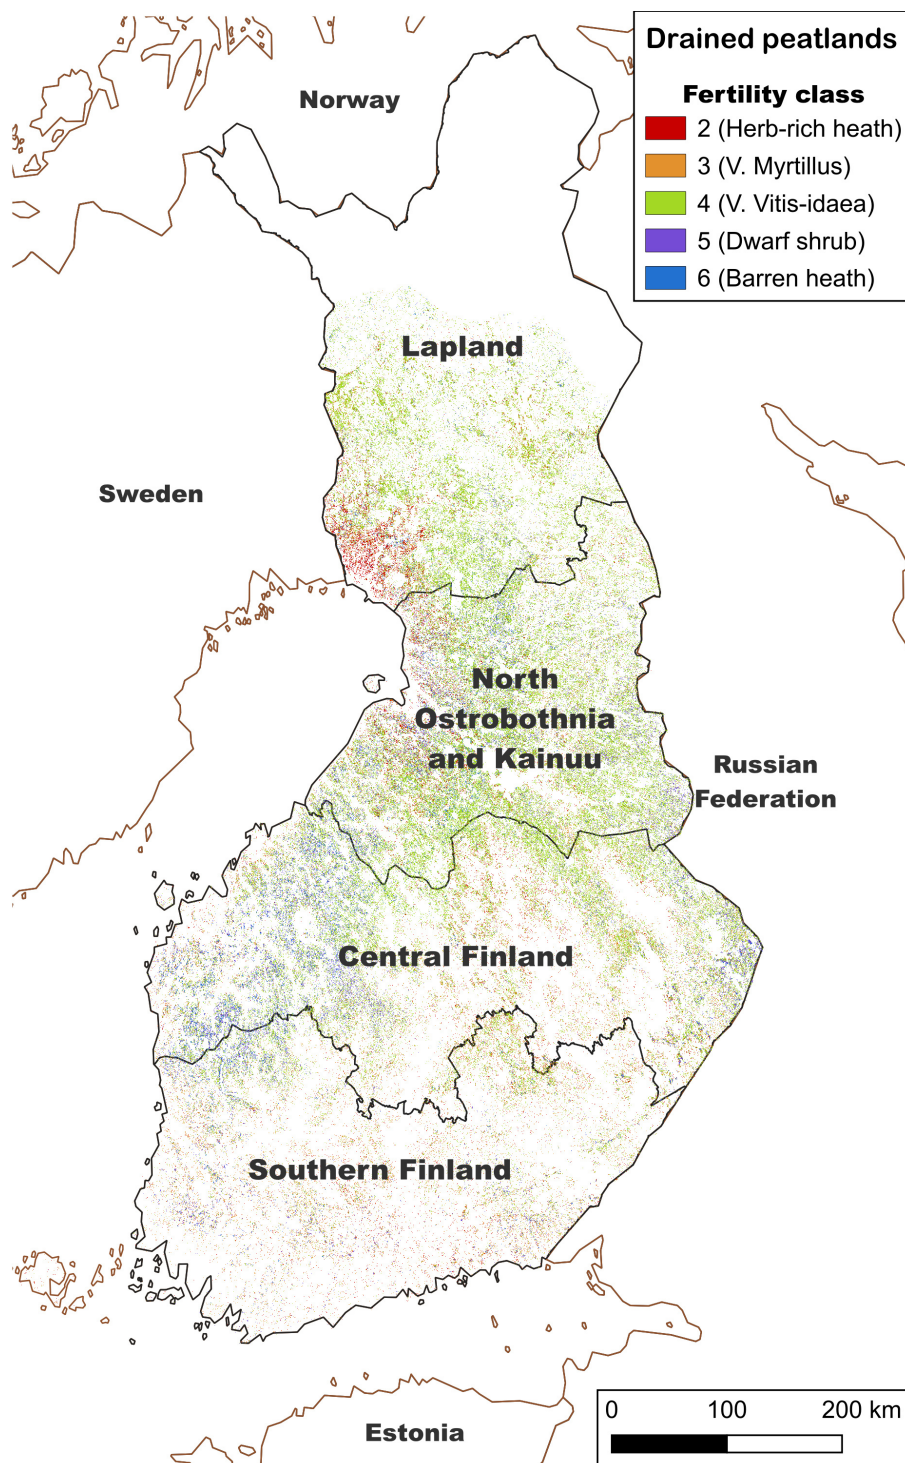 Drained peatlands
Fertility class
2 (Herb-rich heath)
3 (V. Myrtillus)
4 (V. Vitis-idaea)
5 (Dwarf shrub)
6 (Barren heath)
Norway
Lapland
Sweden
North
Ostrobothnia
and Kainuu
Russian
Federation
Central Finland
Southern Finland
Estonia
0 100 200 km